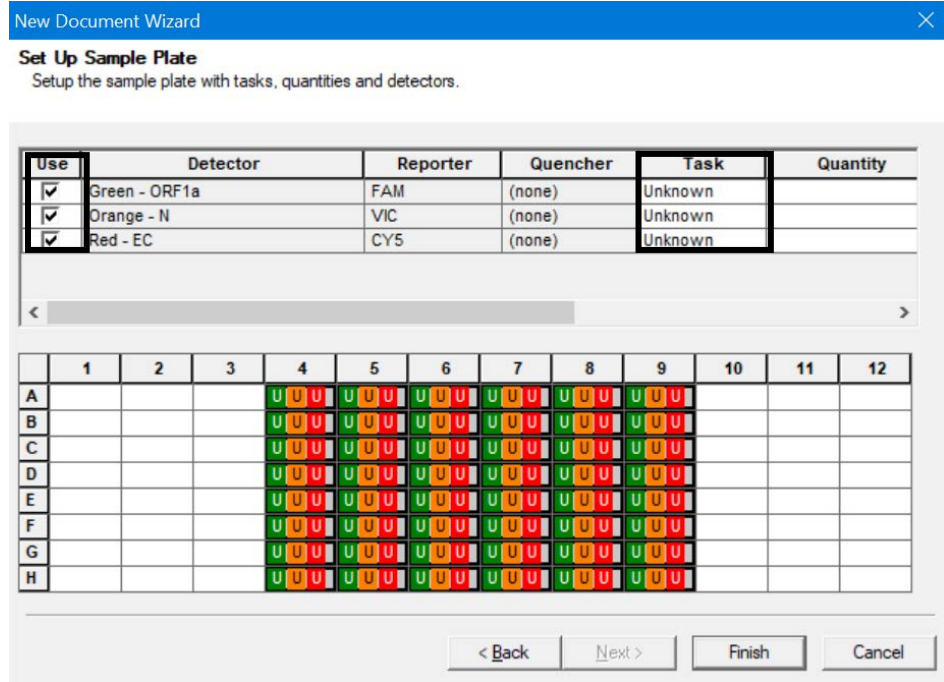 New Document Wizard
Set Up Sample Plate
Setup the sample plate with tasks, quantities and detectors.
Use Detector Reporter Quencher Task Quantity
Green - ORF1a FAM (none) Unknown
Orange - N VIC (none) Unknown
Red - EC CY5 (none) Unknown
1 2 3 4 5 6 7 8 9 10 11 12
A U U U U U U U U U U U U U U U U U U
B U U U U U U U U U U U U U U U U U U
C U U U U U U U U U U U U U U U U U U
D U U U U U U U U U U U U U U U U U U
E U U U U U U U U U U U U U U U U U U
F U U U U U U U U U U U U U U U U U U
G U U U U U U U U U U U U U U U U U U
H U U U U U U U U U U U U U U U U U U
< Back Next > Finish Cancel